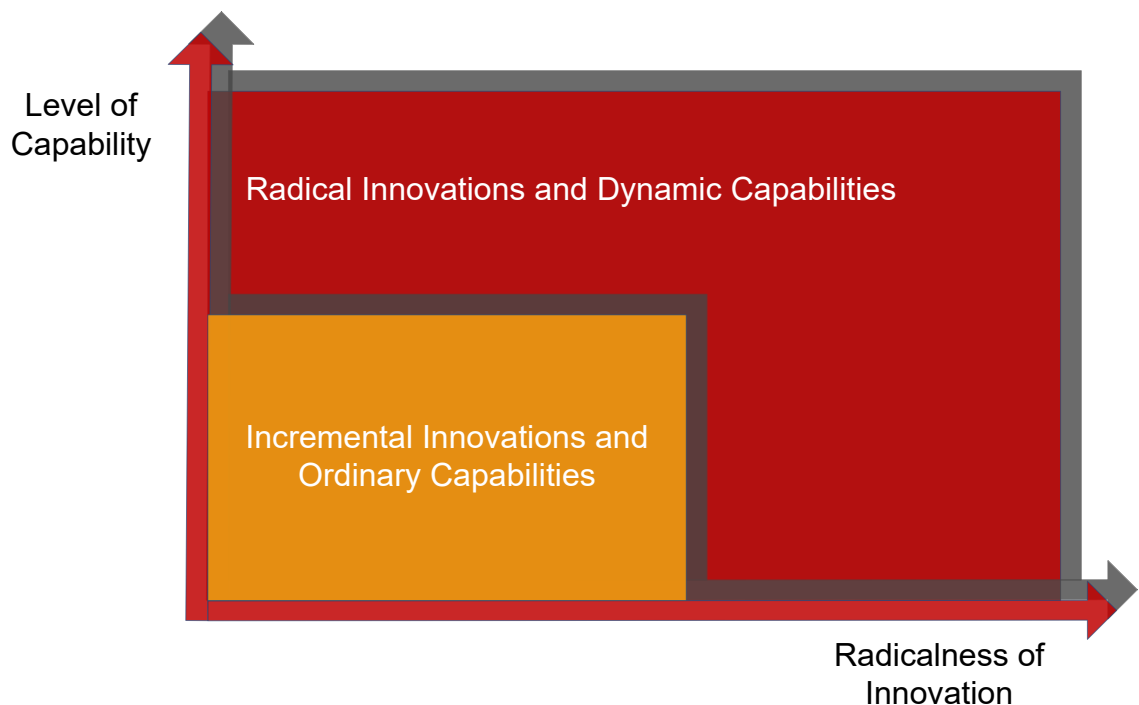 Level of
Capability
Radical Innovations and Dynamic Capabilities
Incremental Innovations and
Ordinary Capabilities
Radicalness of
Innovation